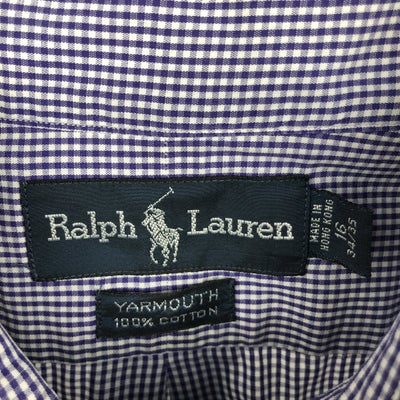 Ralph Lauren
MADE IN
HONG KONG
16
34/35
YARMOUTH
100% COTTON